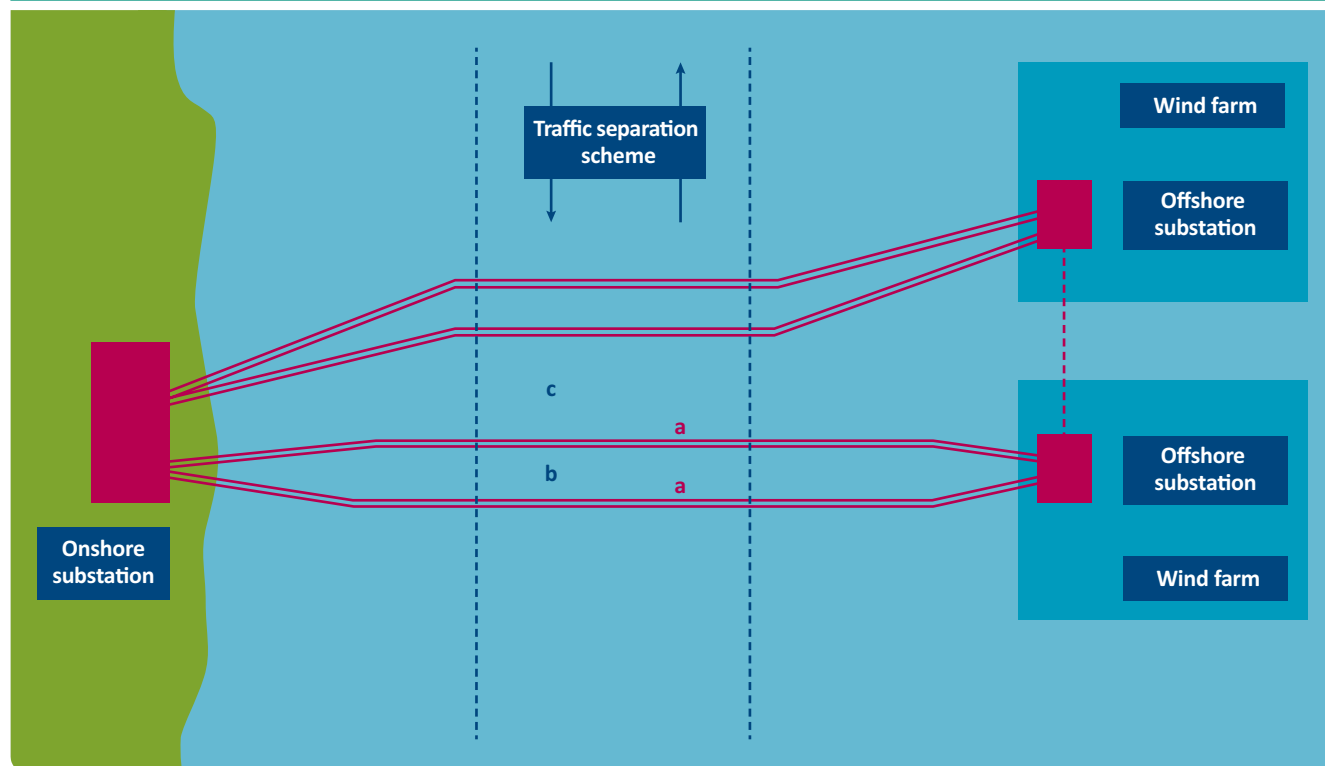 Traffic separation
scheme
Wind farm
Offshore
substation
c
a
b
a
Offshore
substation
Onshore
substation
Wind farm